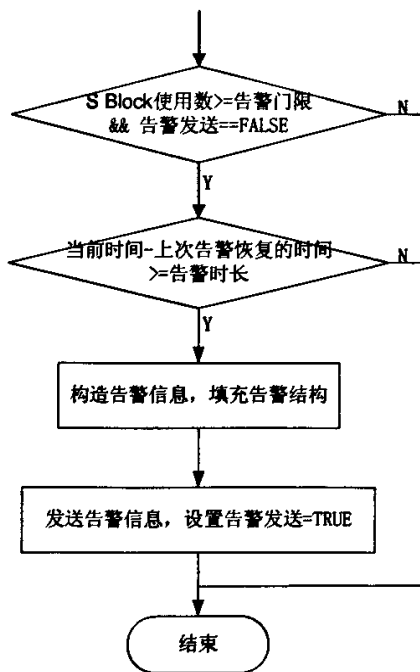 S Block使用数>=告警门限
&& 告警发送==FALSE
N
Y
当前时间-上次告警恢复的时间
>=告警时长
N
Y
构造告警信息，填充告警结构
发送告警信息，设置告警发送=TRUE
结束